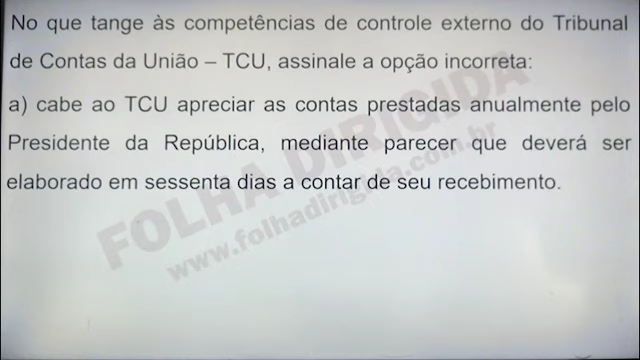 No que tange às competências de controle externo do Tribunal
de Contas da União – TCU, assinale a opção incorreta:
a) cabe ao TCU apreciar as contas prestadas anualmente pelo
Presidente da República, mediante parecer que deverá ser
elaborado em sessenta dias a contar de seu recebimento.
FOLHA DIRIGIDA
www.folhadirigida.com.br